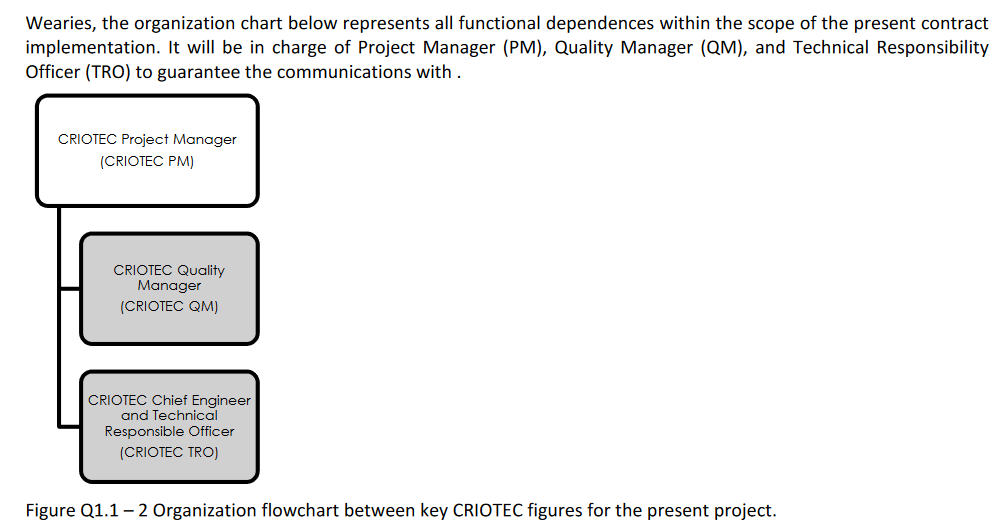 Wearies, the organization chart below represents all functional dependences within the scope of the present contract
implementation. It will be in charge of Project Manager (PM), Quality Manager (QM), and Technical Responsibility
Officer (TRO) to guarantee the communications with .
CRIOTEC Project Manager
(CRIOTEC PM)
CRIOTEC Quality
Manager
(CRIOTEC QM)
CRIOTEC Chief Engineer
and Technical
Responsible Officer
(CRIOTEC TRO)
Figure Q1.1 – 2 Organization flowchart between key CRIOTEC figures for the present project.